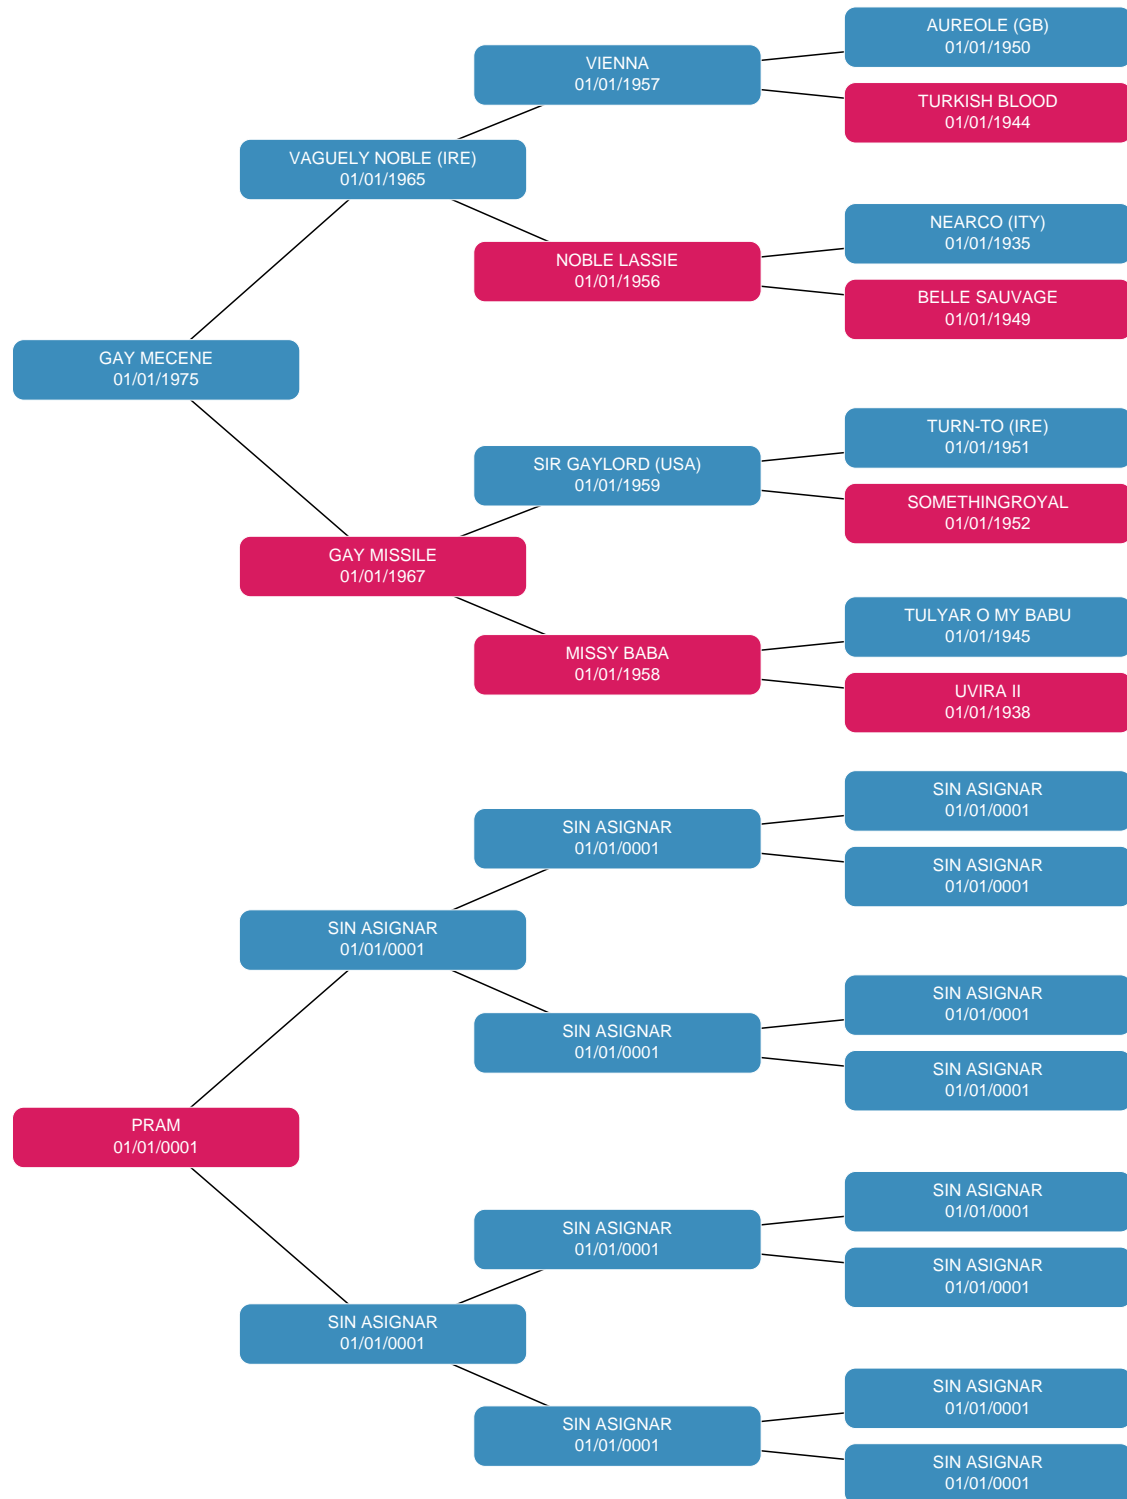 AUREOLE (GB)
01/01/1950
VIENNA
01/01/1957
TURKISH BLOOD
01/01/1944
VAGUELY NOBLE (IRE)
01/01/1965
NEARCO (ITY)
01/01/1935
NOBLE LASSIE
01/01/1956
BELLE SAUVAGE
01/01/1949
GAY MECENE
01/01/1975
TURN-TO (IRE)
01/01/1951
SIR GAYLORD (USA)
01/01/1959
SOMETHINGROYAL
01/01/1952
GAY MISSILE
01/01/1967
TULYAR O MY BABU
01/01/1945
MISSY BABA
01/01/1958
UVIRA II
01/01/1938
SIN ASIGNAR
01/01/0001
SIN ASIGNAR
01/01/0001
SIN ASIGNAR
01/01/0001
SIN ASIGNAR
01/01/0001
SIN ASIGNAR
01/01/0001
SIN ASIGNAR
01/01/0001
SIN ASIGNAR
01/01/0001
PRAM
01/01/0001
SIN ASIGNAR
01/01/0001
SIN ASIGNAR
01/01/0001
SIN ASIGNAR
01/01/0001
SIN ASIGNAR
01/01/0001
SIN ASIGNAR
01/01/0001
SIN ASIGNAR
01/01/0001
SIN ASIGNAR
01/01/0001